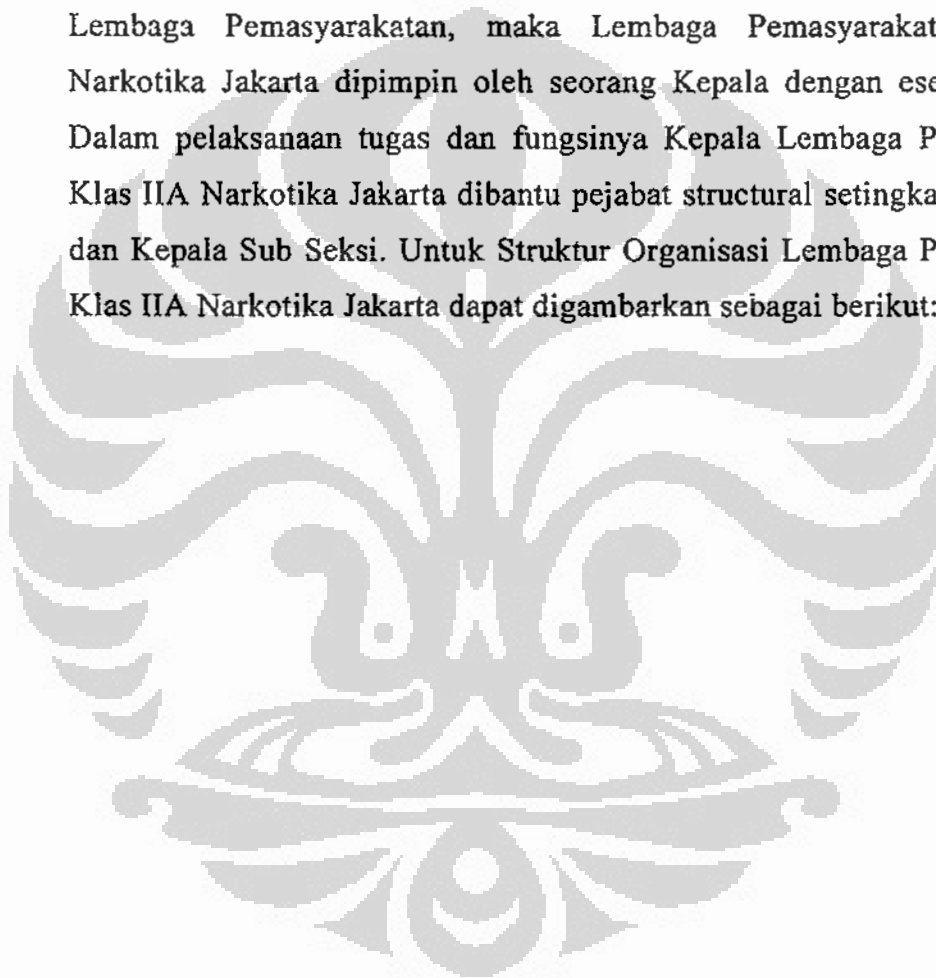 Lembaga Pemasyarakatan, maka Lembaga Pemasyarakat
Narkotika Jakarta dipimpin oleh seorang Kepala dengan ese
Dalam pelaksanaan tugas dan fungsinya Kepala Lembaga P
Klas IIA Narkotika Jakarta dibantu pejabat structural setingka
dan Kepala Sub Seksi. Untuk Struktur Organisasi Lembaga P
Klas IIA Narkotika Jakarta dapat digambarkan sebagai berikut: